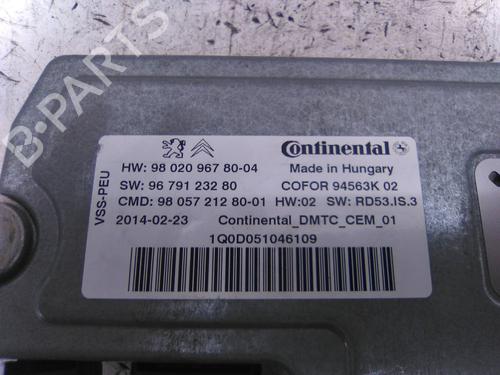 B-PARTS
VSS-PEU
Continental
HW: 98 020 967 80-04
Made in Hungary
SW: 96 791 232 80
COFOR 94563K 02
CMD: 98 057 212 80-01
HW:02 SW: RD53.IS.3
2014-02-23
Continental_DMTC_CEM_01
1Q0D051046109